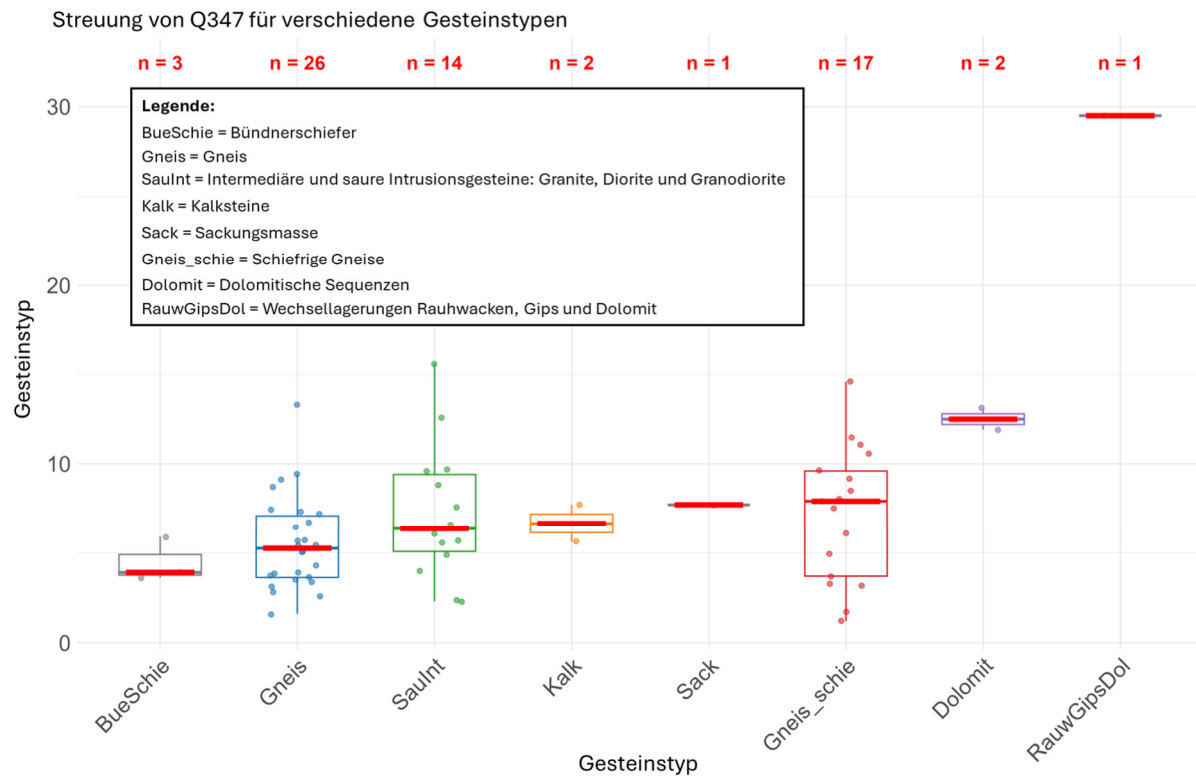 Streuung von Q347 für verschiedene Gesteinstypen
n = 3 n = 26 n = 14 n = 2 n = 1 n = 17 n = 2 n = 1
Legende:
BueSchie = Bündnerschiefer
Gneis = Gneis
SauInt = Intermediäre und saure Intrusionsgesteine: Granite, Diorite und Granodiorite
Kalk = Kalksteine
Sack = Sackungsmasse
Gneis_schie = Schiefrige Gneise
Dolomit = Dolomitische Sequenzen
RauwGipsDol = Wechsellagerungen Rauhwacken, Gips und Dolomit
30
20
10
0
Gesteinstyp
BueSchie Gneis SauInt Kalk Sack Gneis_schie Dolomit RauwGipsDol
Gesteinstyp